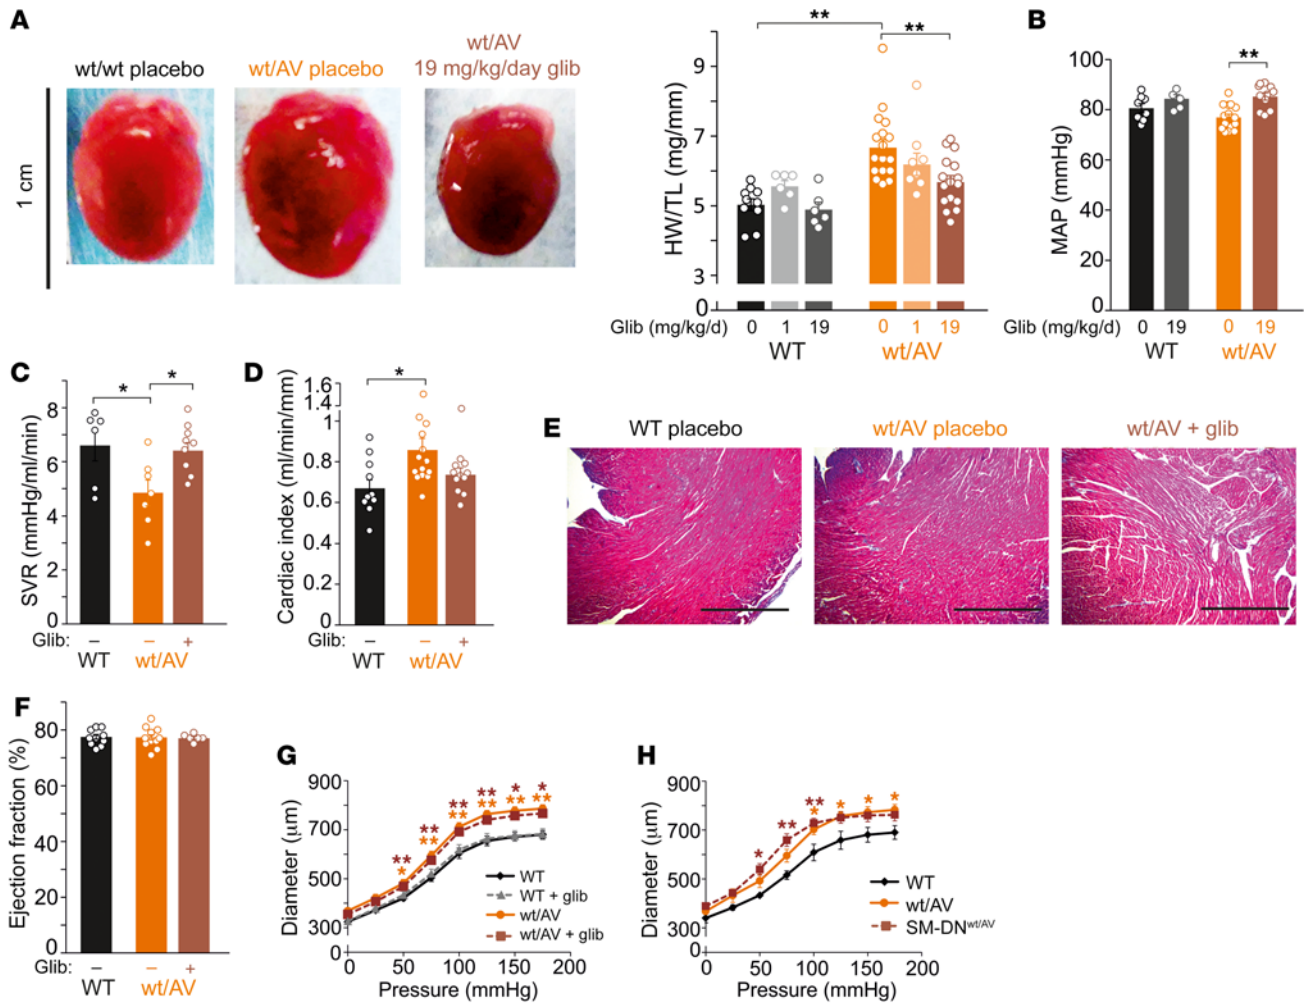 A
wt/wt placebo
wt/AV placebo
wt/AV
19 mg/kg/day glib
1 cm
HW/TL (mg/mm)
9
7
5
3
0
**
**
Glib (mg/kg/d)
0 1 19 0 1 19
WT wt/AV
B
MAP (mmHg)
100
80
60
40
20
0
**
Glib (mg/kg/d) 0 19 0 19
WT wt/AV
C
SVR (mmHg/ml/min)
8
6
4
2
0
*
*
Glib: – – +
WT wt/AV
D
Cardiac index (ml/min/mm)
1.6
1.4
1
0.8
0.6
0.4
0.2
0
*
Glib: – – +
WT wt/AV
E
WT placebo
wt/AV placebo
wt/AV + glib
F
Ejection fraction (%)
80
60
40
20
0
Glib: – – +
WT wt/AV
G
Diameter (µm)
900
700
500
300
0
** ** ** ** * *
* ** ** ** ** **
WT
WT + glib
wt/AV
wt/AV + glib
0 50 100 150 200
Pressure (mmHg)
H
Diameter (µm)
900
700
500
300
0
* ** **
* * * *
WT
wt/AV
SM-DNwt/AV
0 50 100 150 200
Pressure (mmHg)